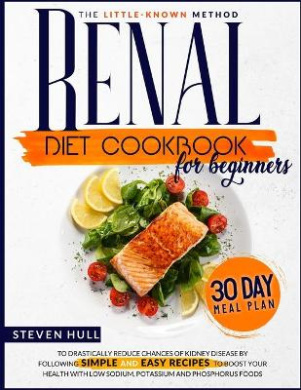 THE LITTLE-KNOWN METHOD
RENAL
DIET COOKBOOK
for beginners
30 DAY
MEAL PLAN
STEVEN HULL
TO DRASTICALLY REDUCE CHANCES OF KIDNEY DISEASE BY
FOLLOWING SIMPLE AND EASY RECIPES TO BOOST YOUR
HEALTH WITH LOW SODIUM, POTASSIUM AND PHOSPHORUS FOODS